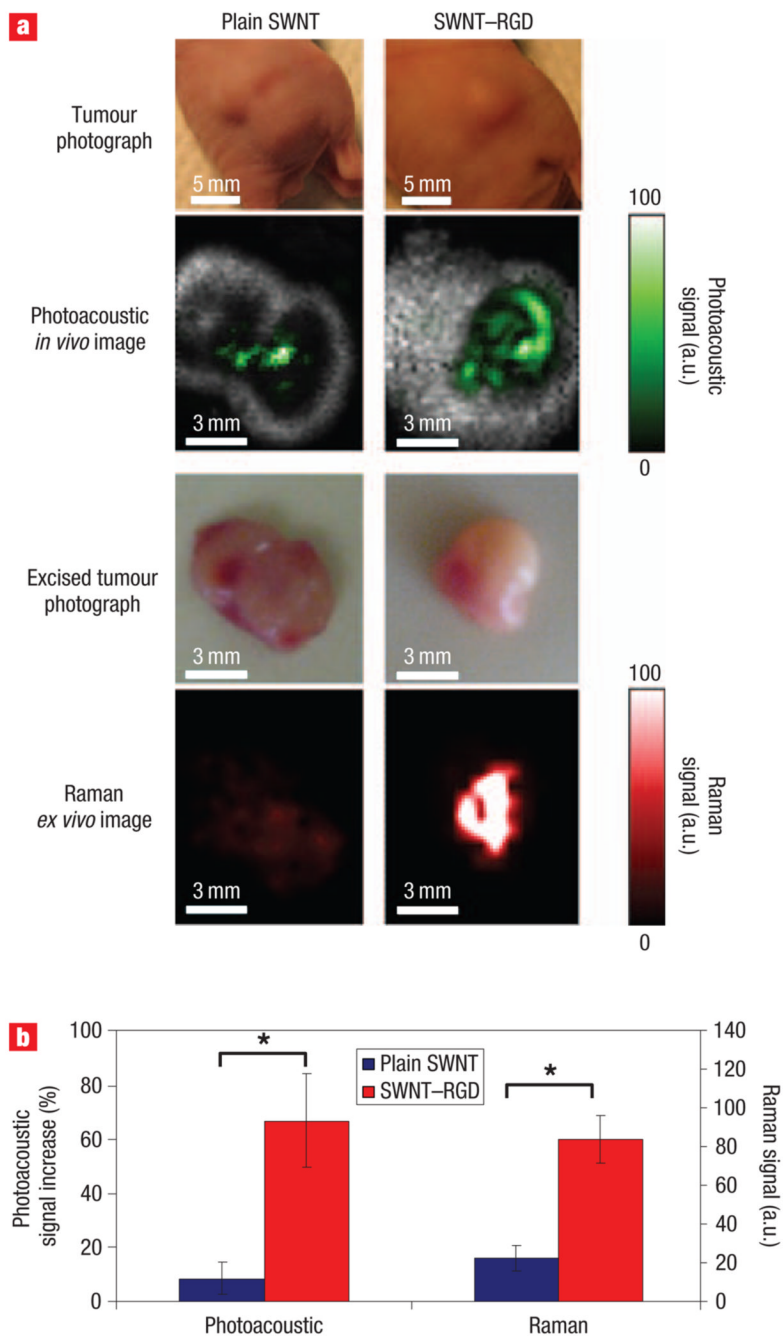 a
Plain SWNT
SWNT–RGD
Tumour
photograph
5 mm
5 mm
Photoacoustic
in vivo image
3 mm
3 mm
100
Photoacoustic
signal (a.u.)
0
Excised tumour
photograph
3 mm
3 mm
Raman
ex vivo image
3 mm
3 mm
100
Raman
signal (a.u.)
0
b
Photoacoustic
signal increase (%)
100
80
60
40
20
0
*
Plain SWNT
SWNT–RGD
*
140
120
100
80
60
40
20
0
Raman signal (a.u.)
Photoacoustic
Raman